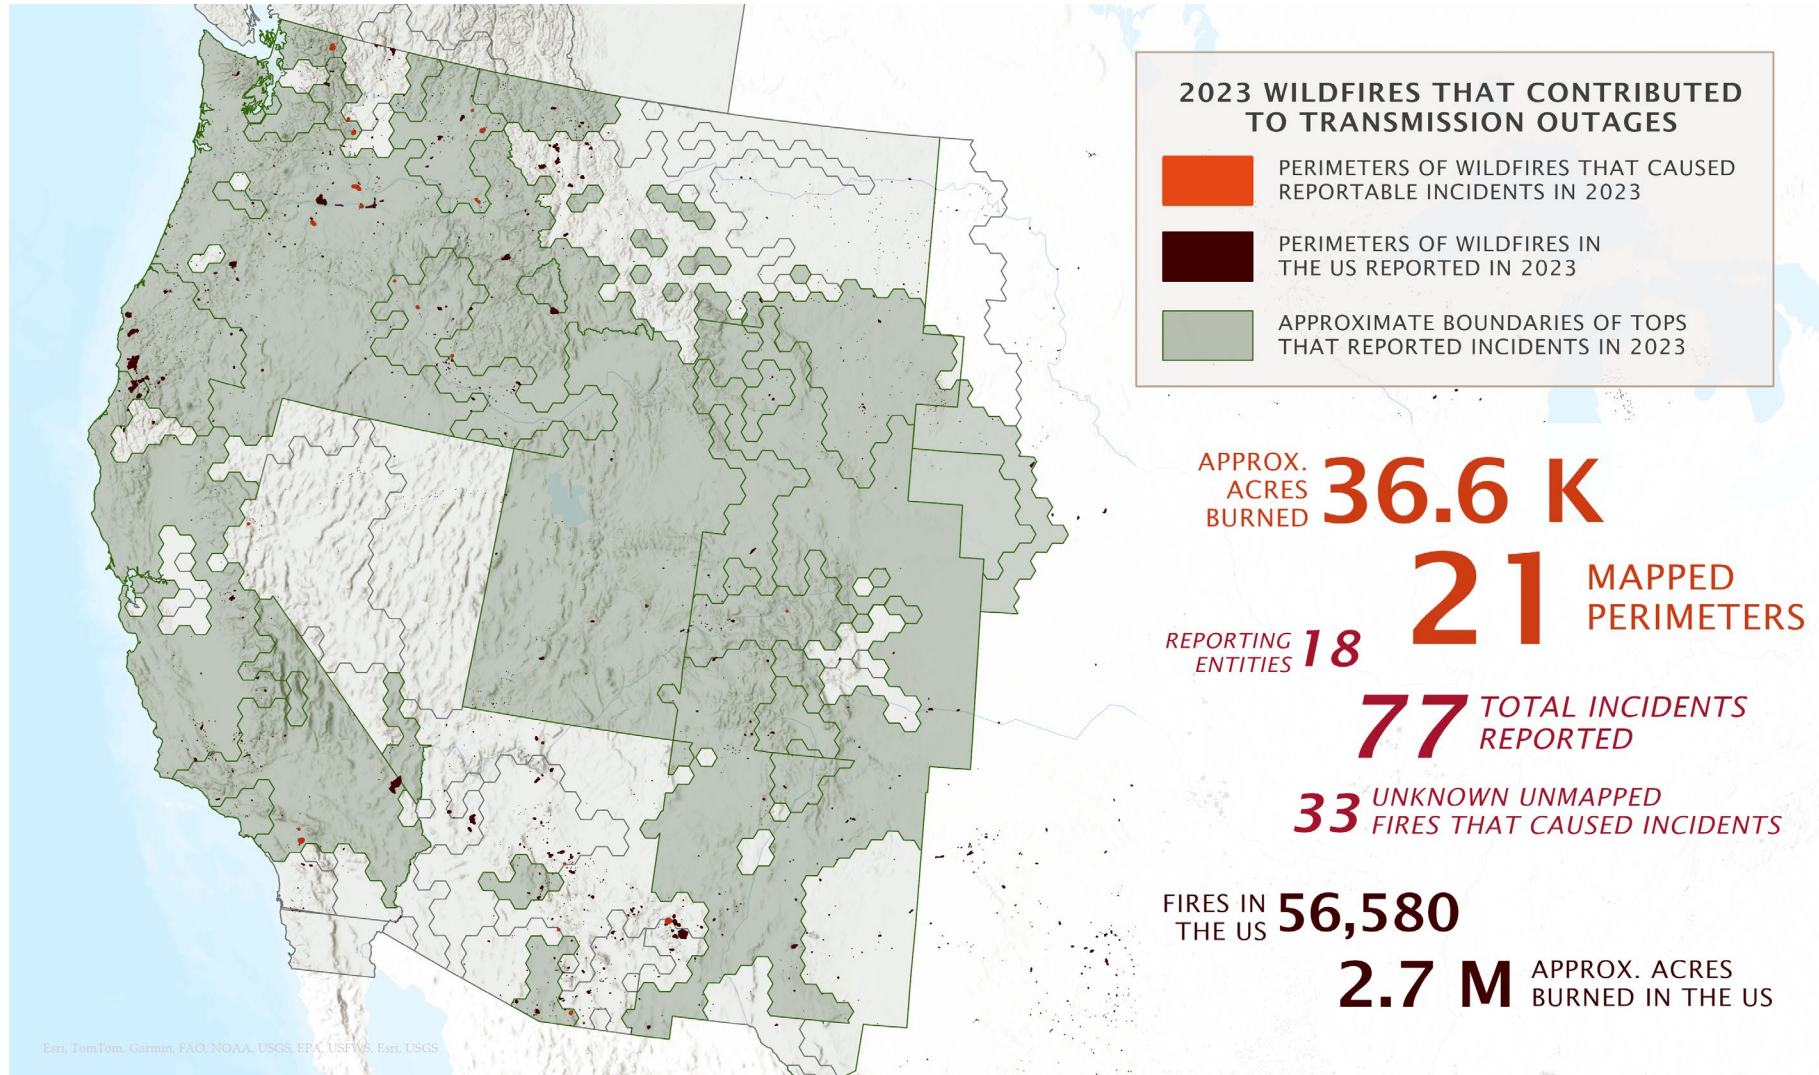 2023 WILDFIRES THAT CONTRIBUTED
TO TRANSMISSION OUTAGES
PERIMETERS OF WILDFIRES THAT CAUSED
REPORTABLE INCIDENTS IN 2023
PERIMETERS OF WILDFIRES IN
THE US REPORTED IN 2023
APPROXIMATE BOUNDARIES OF TOPS
THAT REPORTED INCIDENTS IN 2023
APPROX.
ACRES
BURNED
36.6 K
21
MAPPED
PERIMETERS
REPORTING
ENTITIES
18
77
TOTAL INCIDENTS
REPORTED
33
UNKNOWN UNMAPPED
FIRES THAT CAUSED INCIDENTS
FIRES IN
THE US
56,580
2.7 M
APPROX. ACRES
BURNED IN THE US
Esri, TomTom, Garmin, FAO, NOAA, USGS, EPA, USFWS, Esri, USGS